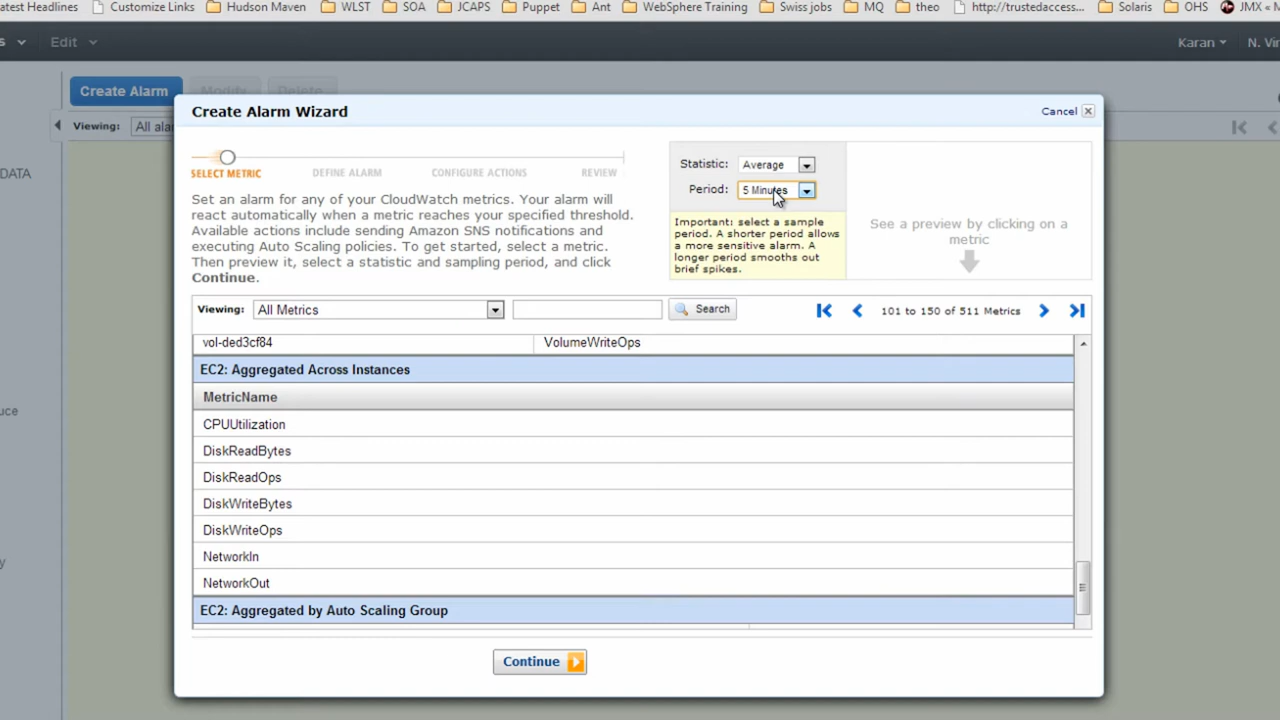 atest Headlines Customize Links Hudson Maven WLST SOA JCAPS Puppet Ant WebSphere Training Swiss jobs MQ theo http://trustedaccess... Solaris OHS JMX «
s Edit Karan N. Vir
Create Alarm Modify Delete
Viewing: All alar
DATA
uce
y
Create Alarm Wizard
Cancel
SELECT METRIC DEFINE ALARM CONFIGURE ACTIONS REVIEW
Set an alarm for any of your CloudWatch metrics. Your alarm will
react automatically when a metric reaches your specified threshold.
Available actions include sending Amazon SNS notifications and
executing Auto Scaling policies. To get started, select a metric.
Then preview it, select a statistic and sampling period, and click
Continue.
Statistic: Average
Period: 5 Minutes
Important: select a sample
period. A shorter period allows
a more sensitive alarm. A
longer period smooths out
brief spikes.
See a preview by clicking on a
metric
Viewing: All Metrics Search 101 to 150 of 511 Metrics
vol-ded3cf84 VolumeWriteOps
EC2: Aggregated Across Instances
MetricName
CPUUtilization
DiskReadBytes
DiskReadOps
DiskWriteBytes
DiskWriteOps
NetworkIn
NetworkOut
EC2: Aggregated by Auto Scaling Group
Continue